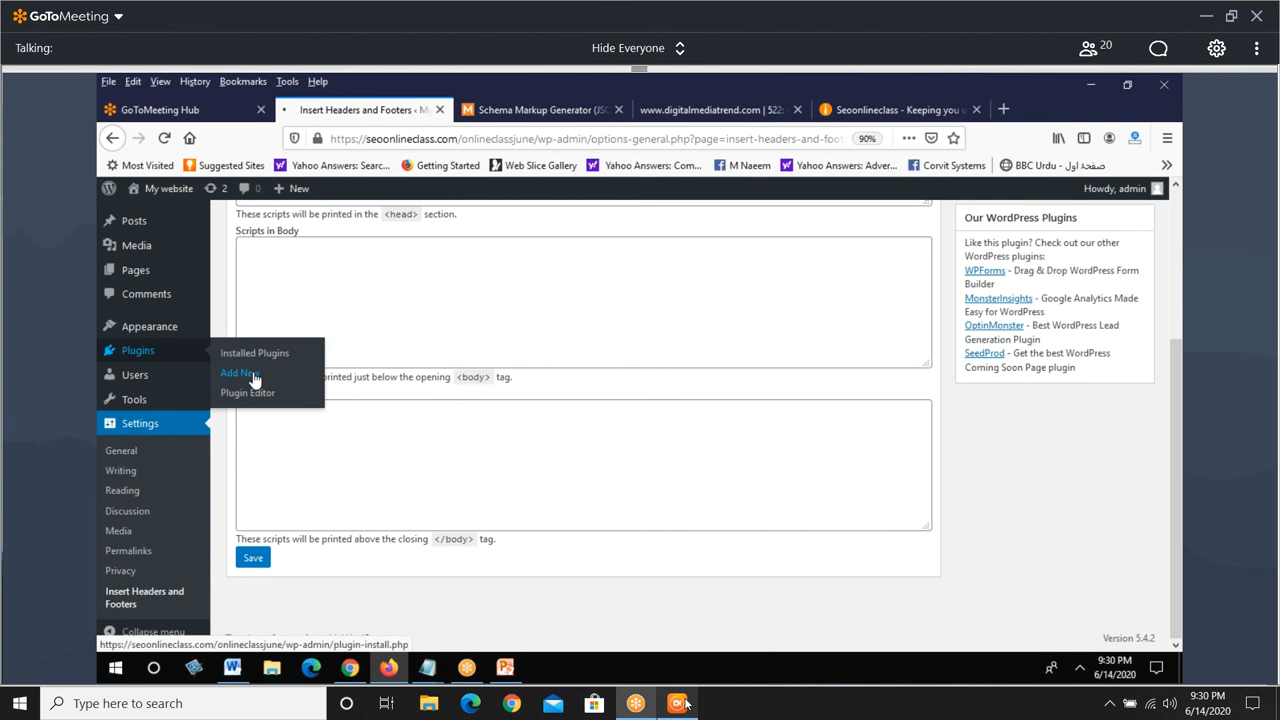 GoToMeeting
Talking:
Hide Everyone
20
File Edit View History Bookmarks Tools Help
GoToMeeting Hub
Insert Headers and Footers ‹ My
Schema Markup Generator (JSO
www.digitalmediatrend.com | 522:
Seoonlineclass - Keeping you o
https://seoonlineclass.com/onlineclassjune/wp-admin/options-general.php?page=insert-headers-and-foot
90%
Most Visited
Suggested Sites
Yahoo Answers: Searc...
Getting Started
Web Slice Gallery
Yahoo Answers: Com...
M Naeem
Yahoo Answers: Adver...
Corvit Systems
BBC Urdu - صفحۂ اول
My website
2
0
New
Howdy, admin
Posts
Media
Pages
Comments
Appearance
Plugins
Users
Tools
Settings
General
Writing
Reading
Discussion
Media
Permalinks
Privacy
Insert Headers and
Footers
Collapse menu
Installed Plugins
Add New
Plugin Editor
These scripts will be printed in the <head> section.
Scripts in Body
printed just below the opening <body> tag.
These scripts will be printed above the closing </body> tag.
Save
Our WordPress Plugins
Like this plugin? Check out our other
WordPress plugins:
WPForms - Drag & Drop WordPress Form
Builder
MonsterInsights - Google Analytics Made
Easy for WordPress
OptinMonster - Best WordPress Lead
Generation Plugin
SeedProd - Get the best WordPress
Coming Soon Page plugin
Version 5.4.2
https://seoonlineclass.com/onlineclassjune/wp-admin/plugin-install.php
9:30 PM
6/14/2020
Type here to search
9:30 PM
6/14/2020